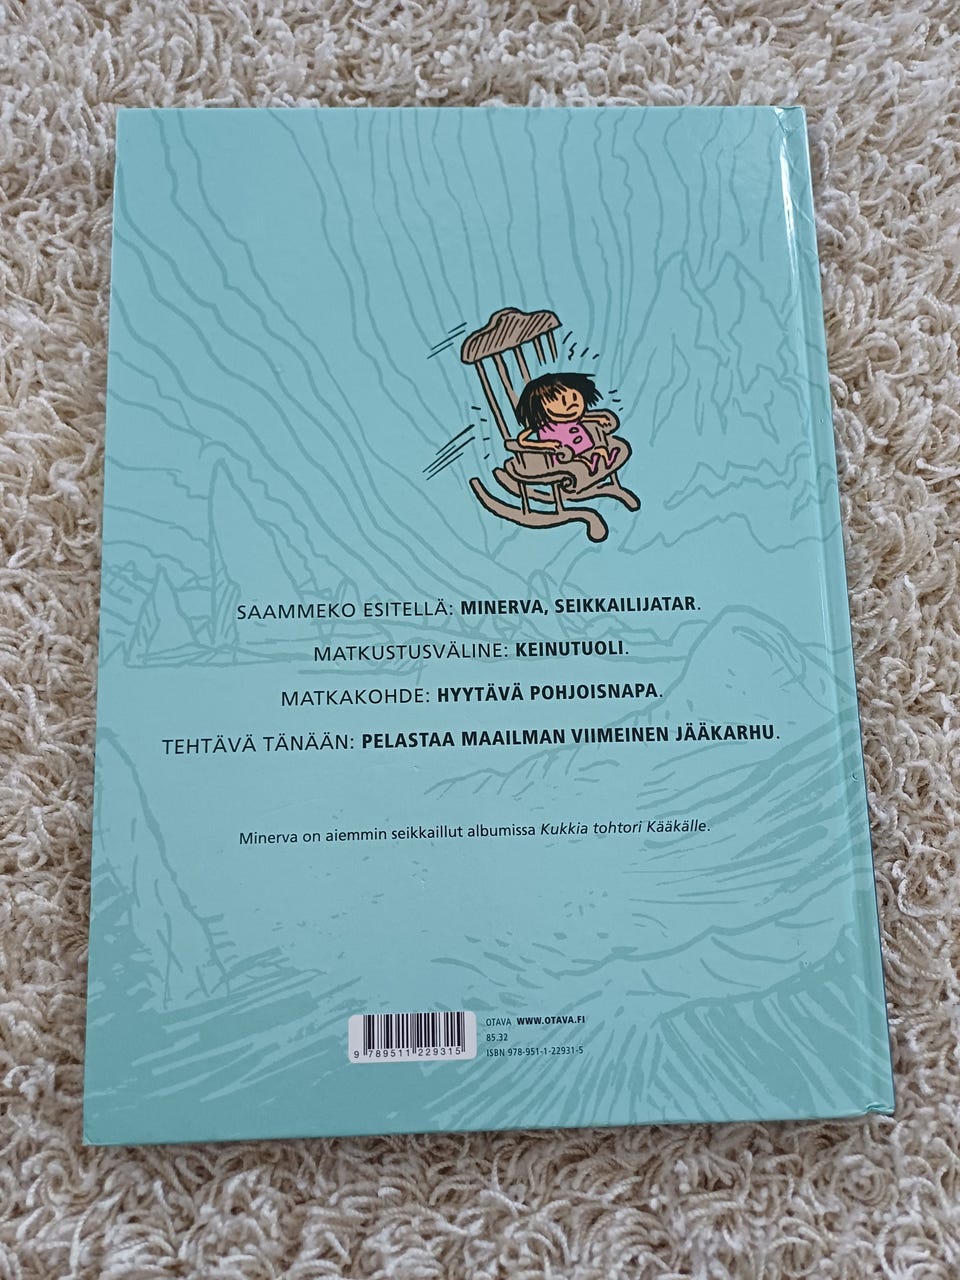 SAAMMEKO ESITELLÄ: MINERVA, SEIKKAILIJATAR.
MATKUSTUSVÄLINE: KEINUTUOLI.
MATKAKOHDE: HYYTÄVÄ POHJOISNAPA.
TEHTÄVÄ TÄNÄÄN: PELASTAA MAAILMAN VIIMEINEN JÄÄKARHU.
Minerva on aiemmin seikkaillut albumissa Kukkia tohtori Kääkälle.
OTAVA WWW.OTAVA.FI
85.32
ISBN 978-951-1-22931-5
9 789511 229315